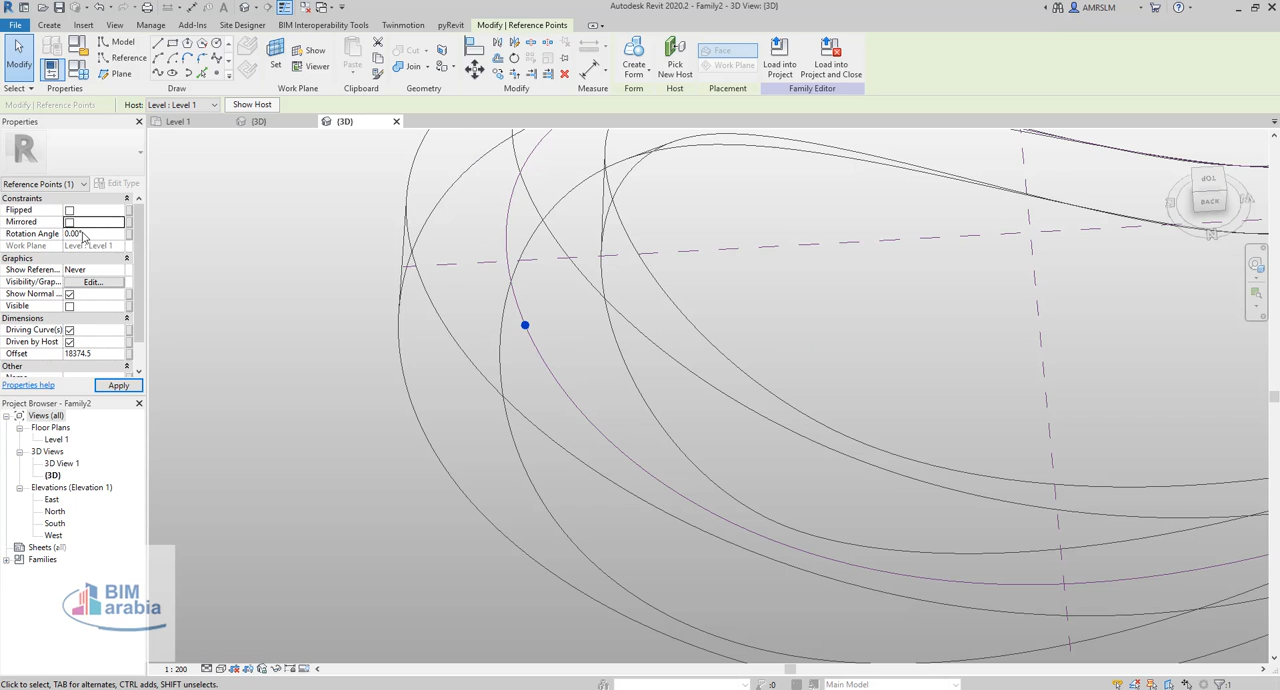 Autodesk Revit 2020.2 - Family2 - 3D View: {3D}
AMRSLM
File Create Insert View Manage Add-Ins Site Designer BIM Interoperability Tools Twinmotion pyRevit Modify | Reference Points
Modify
Model
Reference
Plane
Set
Show
Viewer
Paste
Cut
Join
Create
Form
Pick
New Host
Face
Work Plane
Load into
Project
Load into
Project and Close
Select Properties Draw Work Plane Clipboard Geometry Modify Measure Form Host Placement Family Editor
Modify | Reference Points Host: Level : Level 1 Show Host
Properties
Level 1 {3D} {3D}
R
Reference Points (1) Edit Type
Constraints
Flipped
Mirrored
Rotation Angle 0.00°
Work Plane Level : Level 1
Graphics
Show Referen... Never
Visibility/Grap... Edit...
Show Normal ...
Visible
Dimensions
Driving Curve(s)
Driven by Host
Offset 18374.5
Other
Properties help Apply
Project Browser - Family2
Views (all)
Floor Plans
Level 1
3D Views
3D View 1
{3D}
Elevations (Elevation 1)
East
North
South
West
Sheets (all)
Families
BIM
arabia
TOP
BACK
N
1 : 200
Click to select, TAB for alternates, CTRL adds, SHIFT unselects. :0 Main Model :1